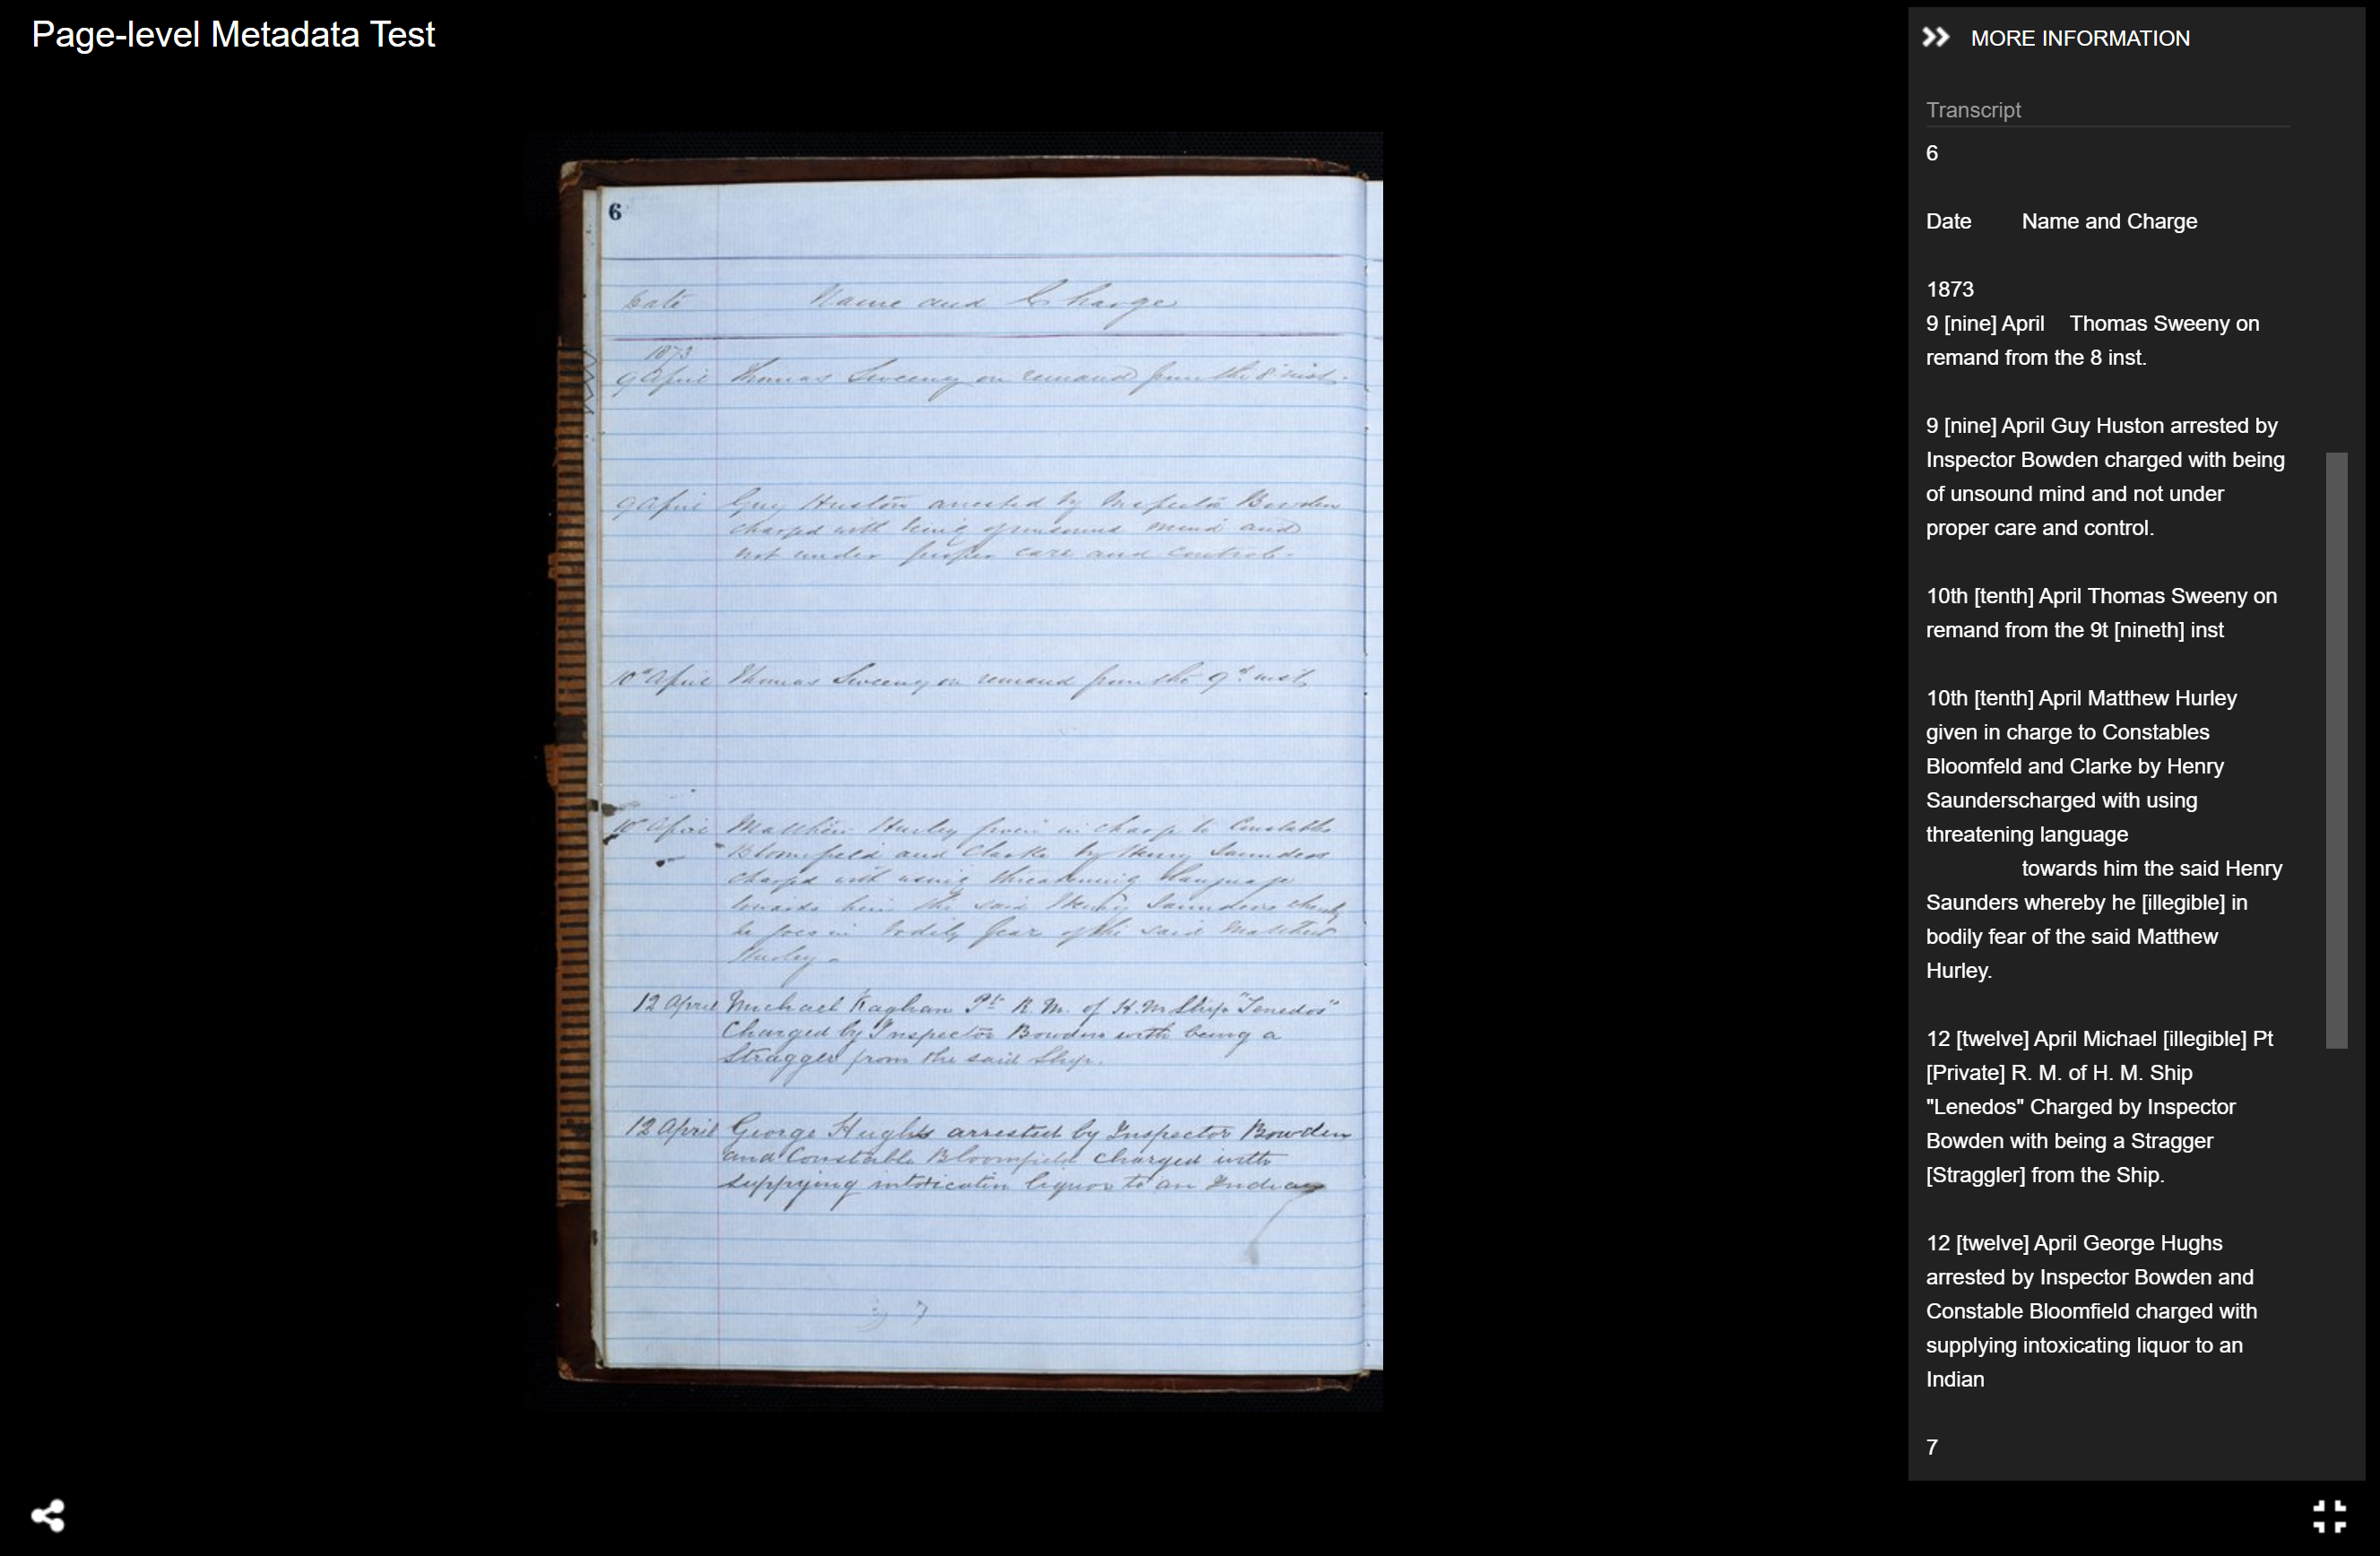 Page-level Metadata Test
6
Date Name and Charge
1873
9 April Thomas Sweeny on remand from the 8 inst.
9 April Guy Huston arrested by Inspector Bowden
charged with being of unsound mind and
not under proper care and control.
10th April Thomas Sweeny on remand from the 9th inst
10th April Matthew Hurley given in charge to Constables
Bloomfield and Clarke by Henry Saunders
charged with using threatening language
towards him the said Henry Saunders whereby
he goes in bodily fear of the said Matthew
Hurley.
12 April Michael Pt R. M. of H. M. Ship "Tenedos"
Charged by Inspector Bowden with being a
Stragger from the said Ship.
12 April George Hughs arrested by Inspector Bowden
and Constable Bloomfield charged with
supplying intoxicatin liquor to an Indian
MORE INFORMATION
Transcript
6
Date Name and Charge
1873
9 [nine] April Thomas Sweeny on
remand from the 8 inst.
9 [nine] April Guy Huston arrested by
Inspector Bowden charged with being
of unsound mind and not under
proper care and control.
10th [tenth] April Thomas Sweeny on
remand from the 9t [nineth] inst
10th [tenth] April Matthew Hurley
given in charge to Constables
Bloomfeld and Clarke by Henry
Saunderscharged with using
threatening language
towards him the said Henry
Saunders whereby he [illegible] in
bodily fear of the said Matthew
Hurley.
12 [twelve] April Michael [illegible] Pt
[Private] R. M. of H. M. Ship
"Lenedos" Charged by Inspector
Bowden with being a Stragger
[Straggler] from the Ship.
12 [twelve] April George Hughs
arrested by Inspector Bowden and
Constable Bloomfield charged with
supplying intoxicating liquor to an
Indian
7